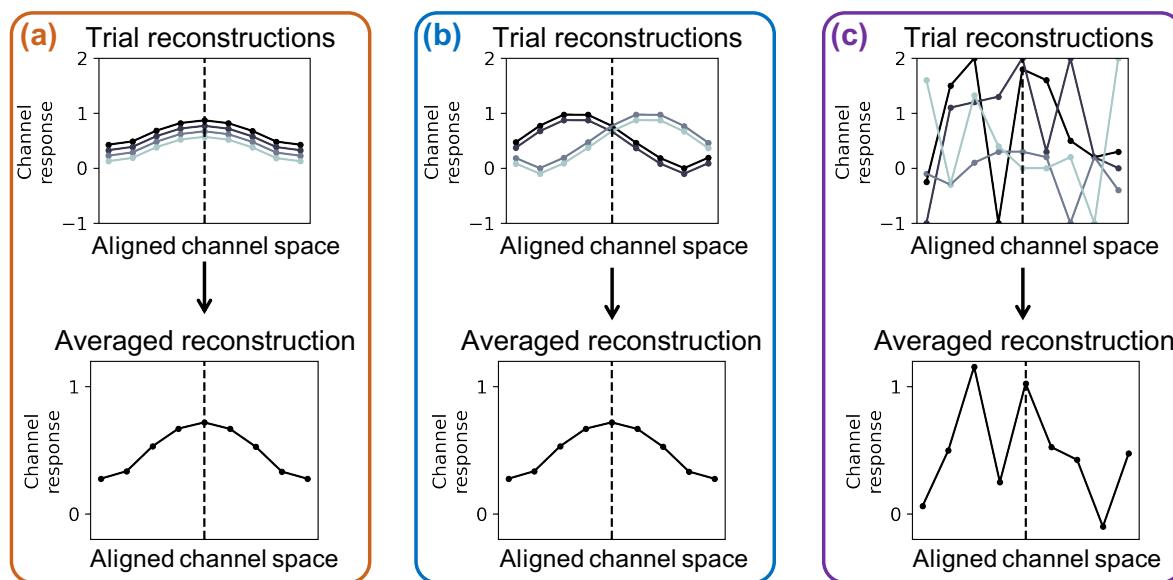 (a)
Trial reconstructions
Channel
response
2
1
0
−1
Aligned channel space
Averaged reconstruction
Channel
response
1
0
Aligned channel space
(b)
Trial reconstructions
Channel
response
2
1
0
−1
Aligned channel space
Averaged reconstruction
Channel
response
1
0
Aligned channel space
(c)
Trial reconstructions
Channel
response
2
1
0
−1
Aligned channel space
Averaged reconstruction
Channel
response
1
0
Aligned channel space